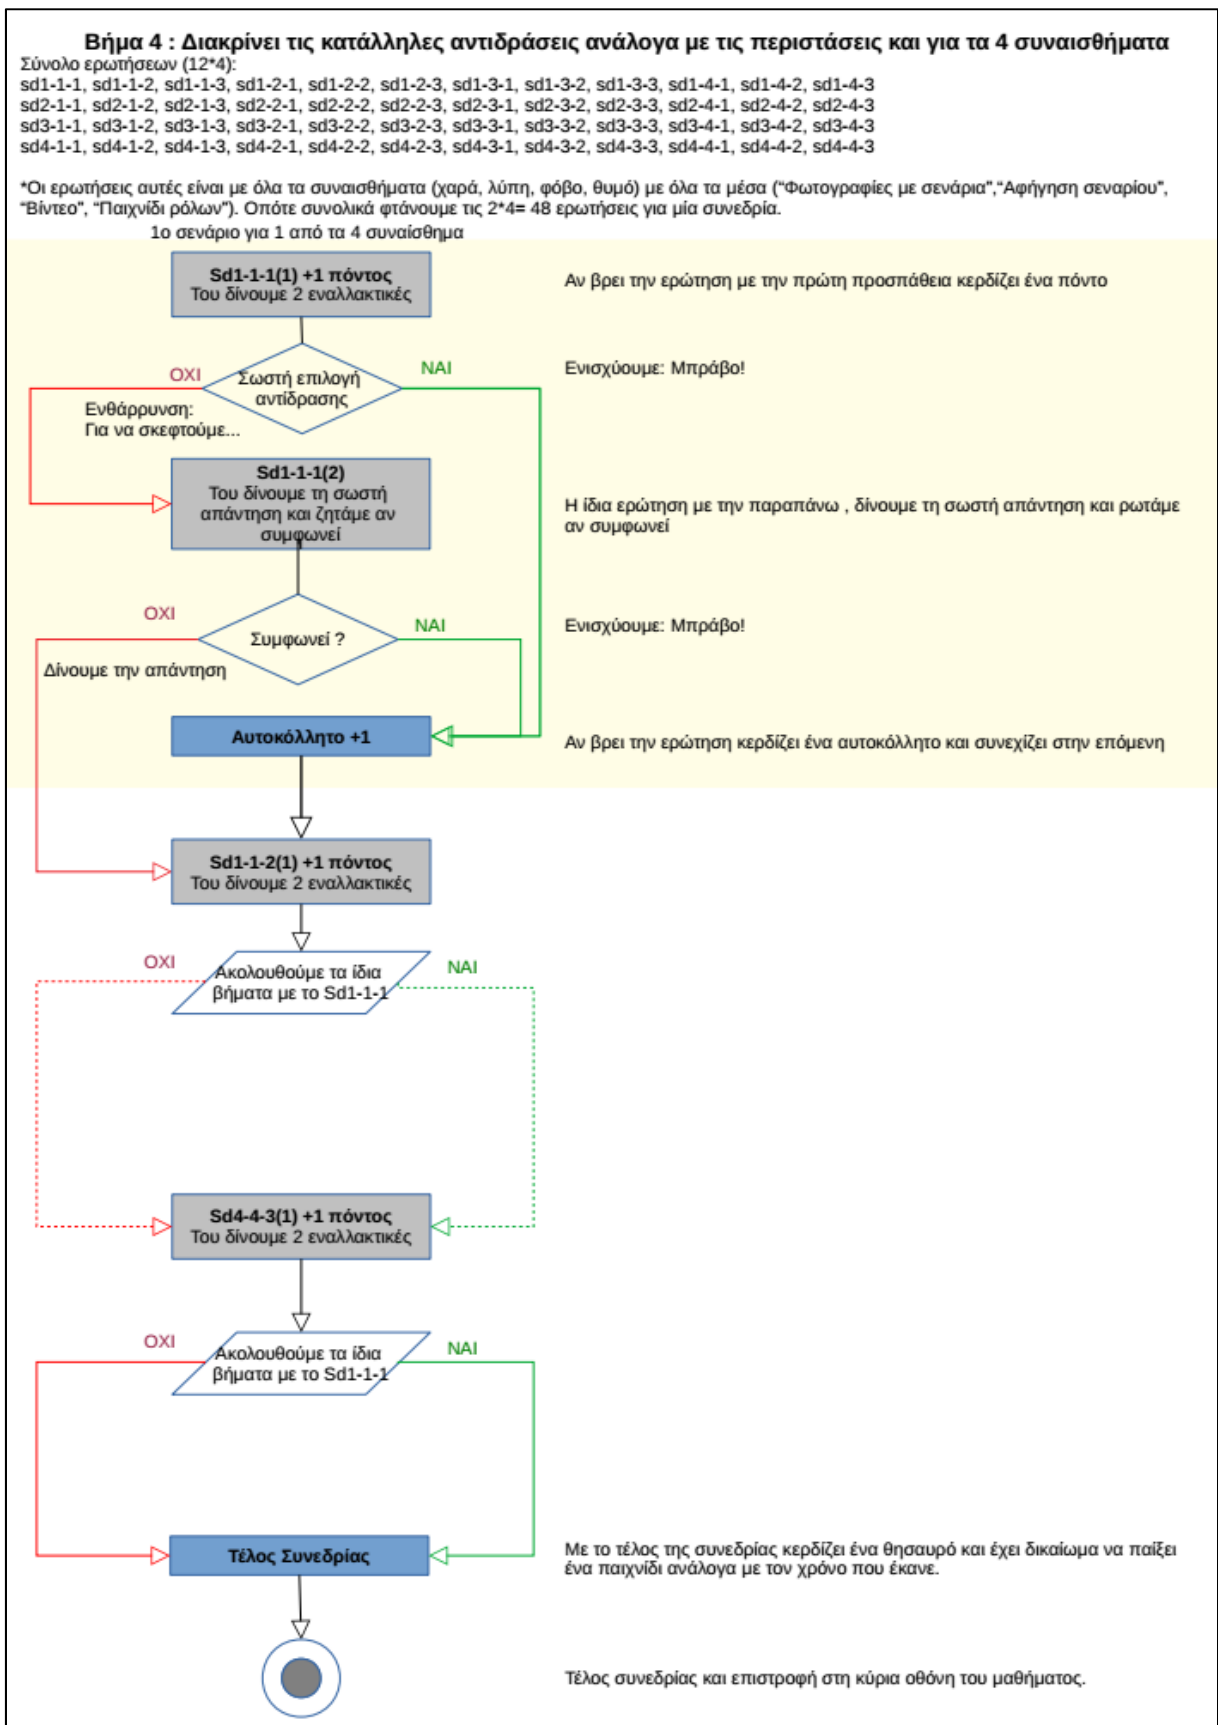 Βήμα 4 : Διακρίνει τις κατάλληλες αντιδράσεις ανάλογα με τις περιστάσεις και για τα 4 συναισθήματα
Σύνολο ερωτήσεων (12*4):
sd1-1-1, sd1-1-2, sd1-1-3, sd1-2-1, sd1-2-2, sd1-2-3, sd1-3-1, sd1-3-2, sd1-3-3, sd1-4-1, sd1-4-2, sd1-4-3
sd2-1-1, sd2-1-2, sd2-1-3, sd2-2-1, sd2-2-2, sd2-2-3, sd2-3-1, sd2-3-2, sd2-3-3, sd2-4-1, sd2-4-2, sd2-4-3
sd3-1-1, sd3-1-2, sd3-1-3, sd3-2-1, sd3-2-2, sd3-2-3, sd3-3-1, sd3-3-2, sd3-3-3, sd3-4-1, sd3-4-2, sd3-4-3
sd4-1-1, sd4-1-2, sd4-1-3, sd4-2-1, sd4-2-2, sd4-2-3, sd4-3-1, sd4-3-2, sd4-3-3, sd4-4-1, sd4-4-2, sd4-4-3
*Οι ερωτήσεις αυτές είναι με όλα τα συναισθήματα (χαρά, λύπη, φόβο, θυμό) με όλα τα μέσα (“Φωτογραφίες με σενάρια”,“Αφήγηση σεναρίου”,
“Βίντεο”, “Παιχνίδι ρόλων”). Οπότε συνολικά φτάνουμε τις 2*4= 48 ερωτήσεις για μία συνεδρία.
1ο σενάριο για 1 από τα 4 συναίσθημα
Sd1-1-1(1) +1 πόντος
Του δίνουμε 2 εναλλακτικές
Αν βρει την ερώτηση με την πρώτη προσπάθεια κερδίζει ένα πόντο
ΟΧΙ
Σωστή επιλογή
αντίδρασης
ΝΑΙ
Ενισχύουμε: Μπράβο!
Ενθάρρυνση:
Για να σκεφτούμε...
Sd1-1-1(2)
Του δίνουμε τη σωστή
απάντηση και ζητάμε αν
συμφωνεί
Η ίδια ερώτηση με την παραπάνω , δίνουμε τη σωστή απάντηση και ρωτάμε
αν συμφωνεί
ΟΧΙ
Συμφωνεί ?
ΝΑΙ
Ενισχύουμε: Μπράβο!
Δίνουμε την απάντηση
Αυτοκόλλητο +1
Αν βρει την ερώτηση κερδίζει ένα αυτοκόλλητο και συνεχίζει στην επόμενη
Sd1-1-2(1) +1 πόντος
Του δίνουμε 2 εναλλακτικές
ΟΧΙ
Ακολουθούμε τα ίδια
βήματα με το Sd1-1-1
ΝΑΙ
Sd4-4-3(1) +1 πόντος
Του δίνουμε 2 εναλλακτικές
ΟΧΙ
Ακολουθούμε τα ίδια
βήματα με το Sd1-1-1
ΝΑΙ
Τέλος Συνεδρίας
Με το τέλος της συνεδρίας κερδίζει ένα θησαυρό και έχει δικαίωμα να παίξει
ένα παιχνίδι ανάλογα με τον χρόνο που έκανε.
Τέλος συνεδρίας και επιστροφή στη κύρια οθόνη του μαθήματος.